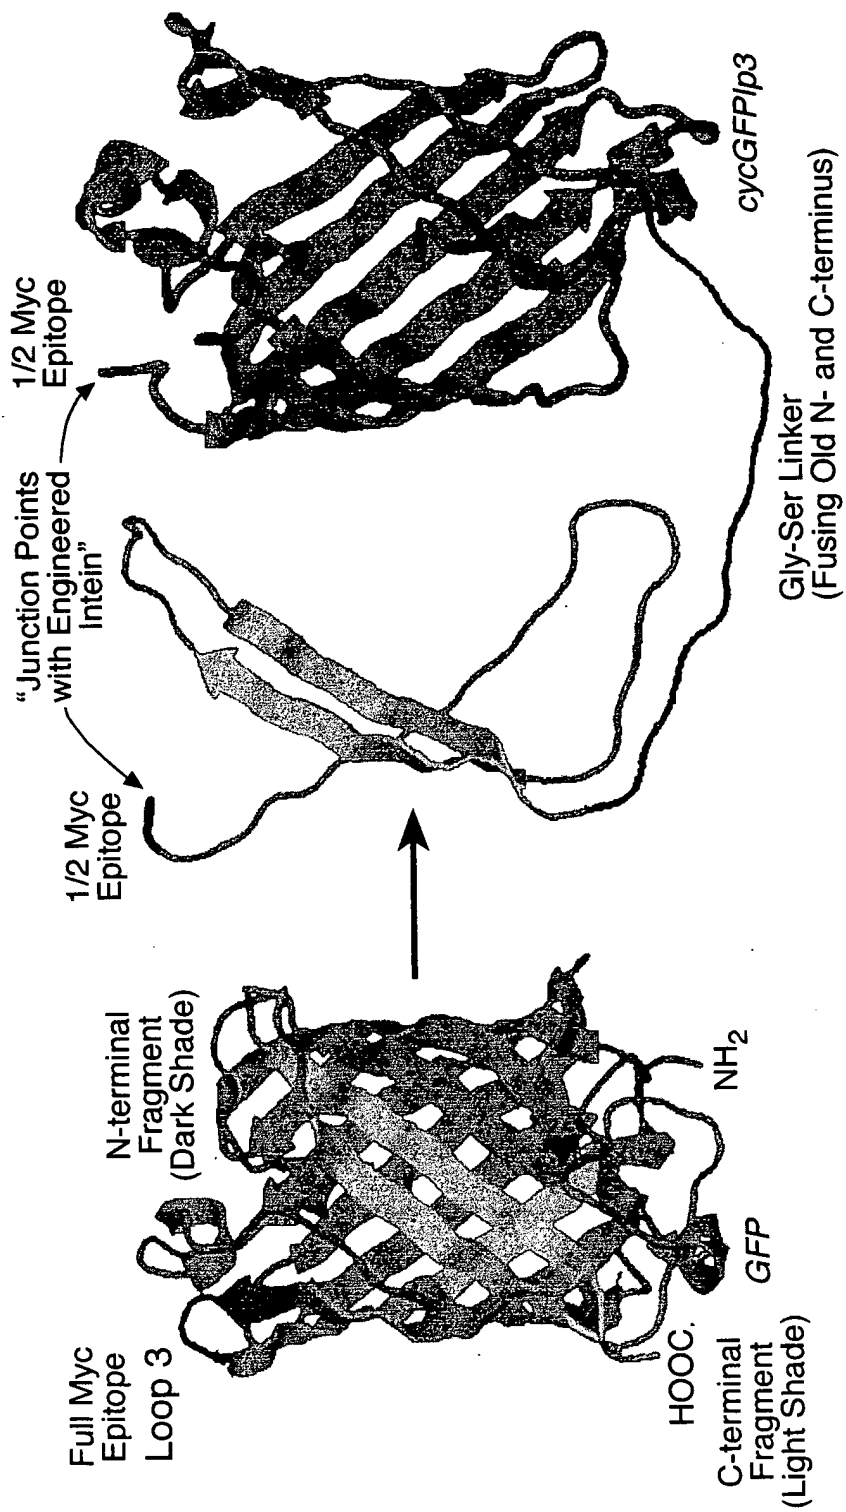 Full Myc
Epitope
Loop 3
N-terminal
Fragment
(Dark Shade)
HOOC.
NH2
GFP
C-terminal
Fragment
(Light Shade)
1/2 Myc
Epitope
"Junction Points
with Engineered
Intein"
1/2 Myc
Epitope
Gly-Ser Linker
(Fusing Old N- and C-terminus)
cycGFPlp3